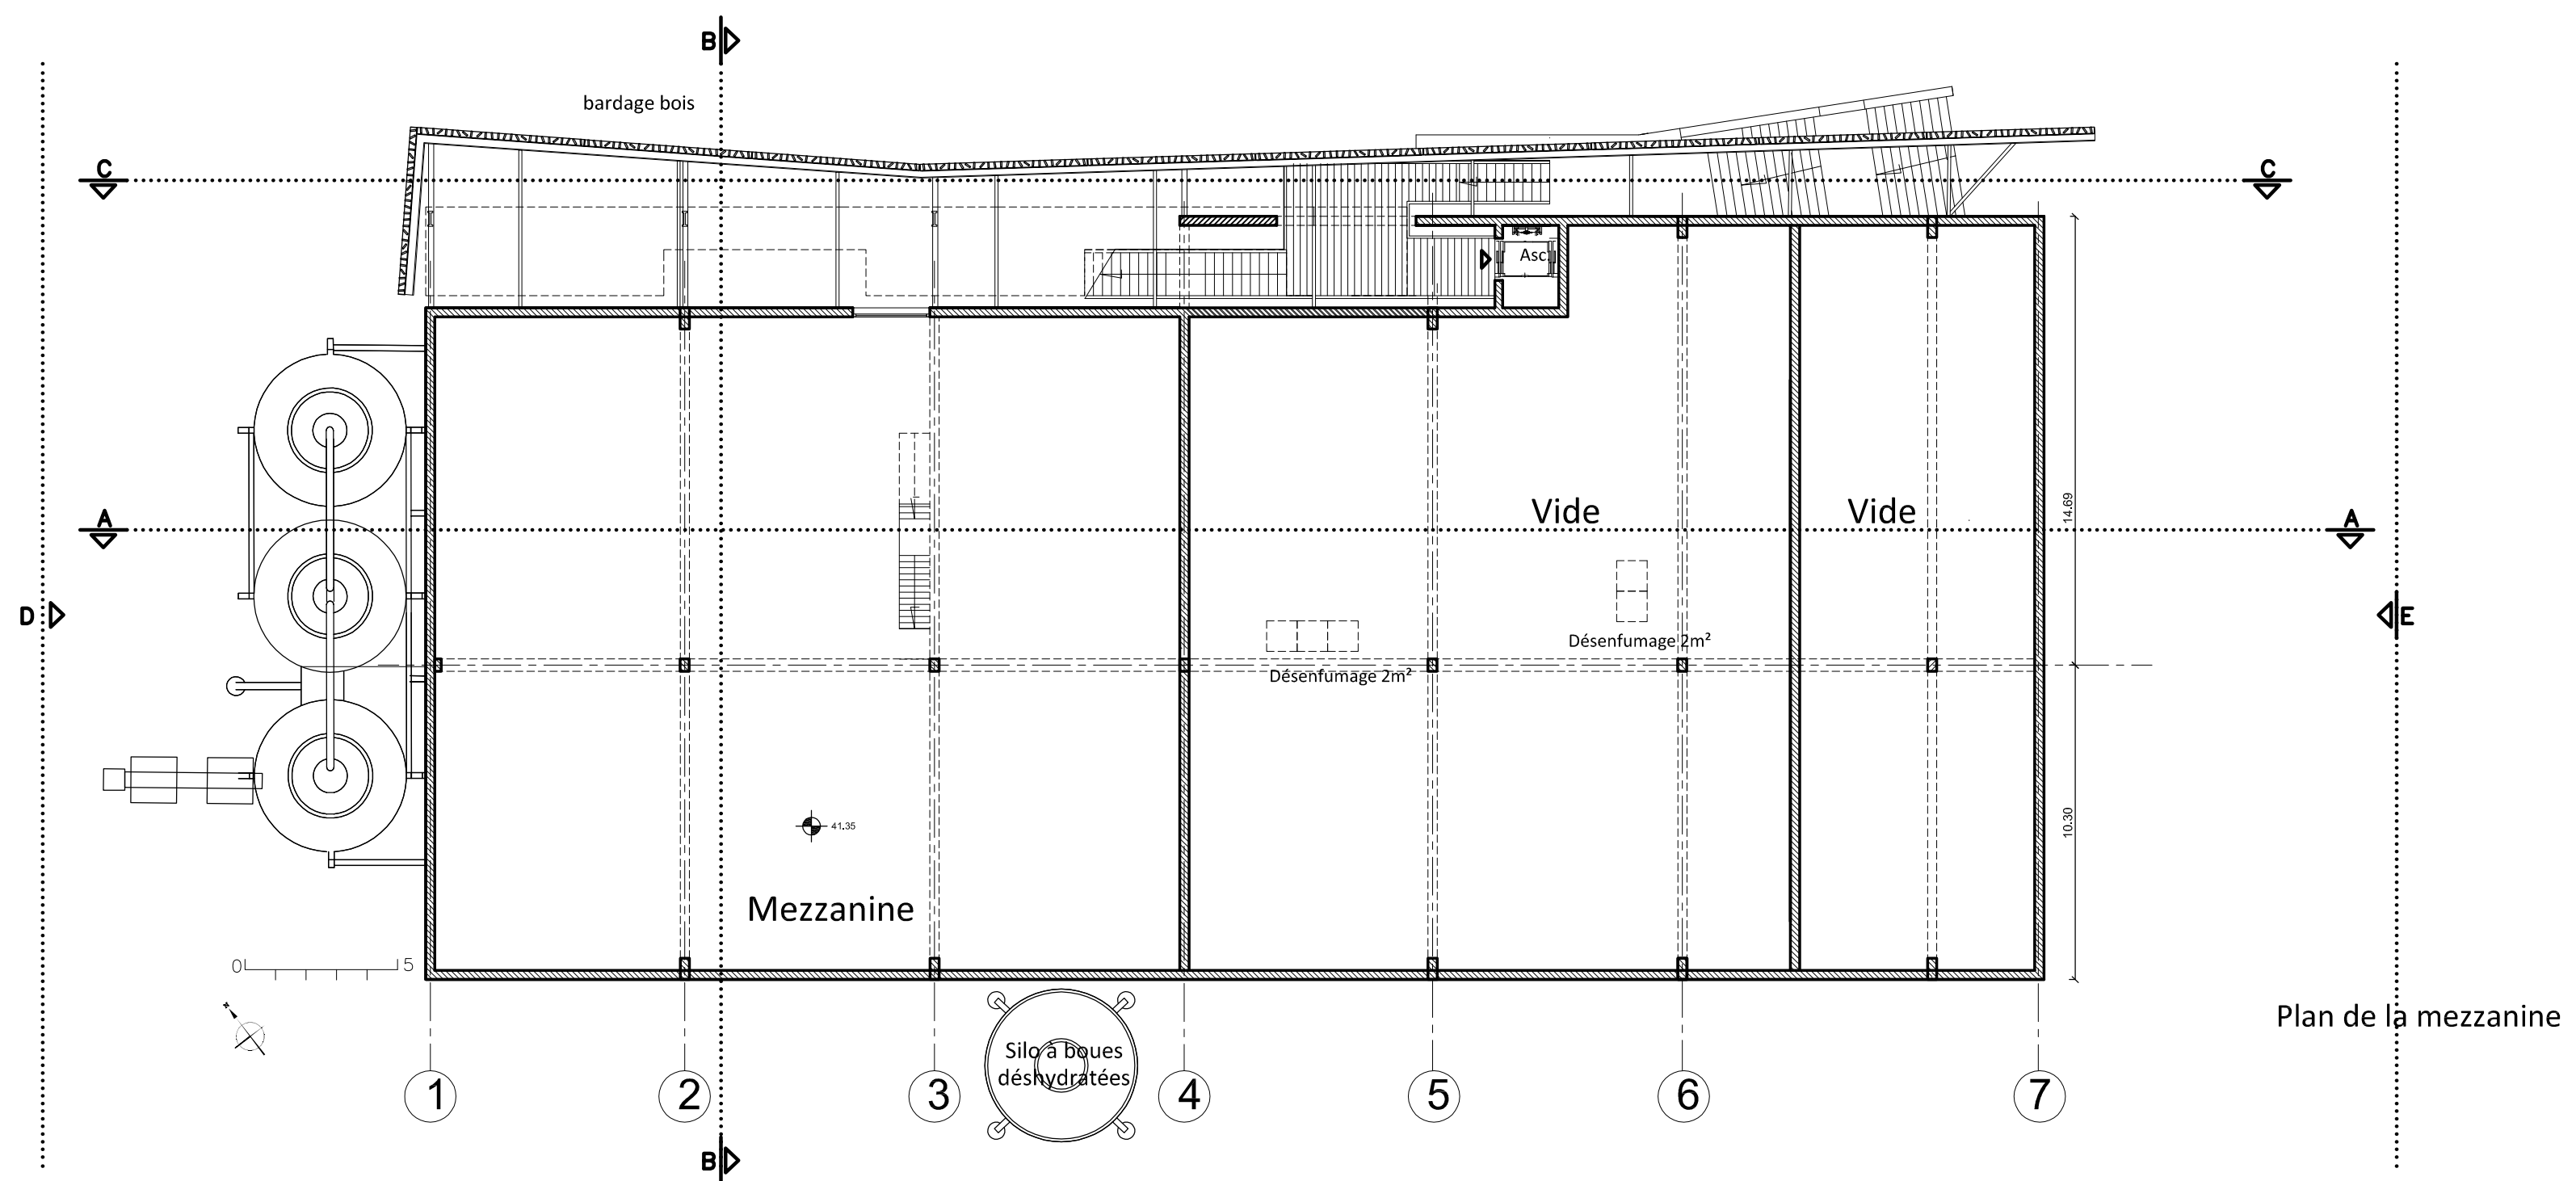 B
bardage bois
C
C
Asc.
A
Vide
Vide
A
14.69
D
E
Désenfumage 2m²
Désenfumage 2m²
41.35
10.30
Mezzanine
0 5
Plan de la mezzanine
Silo à boues
déshydratées
1 2 3 4 5 6 7
B